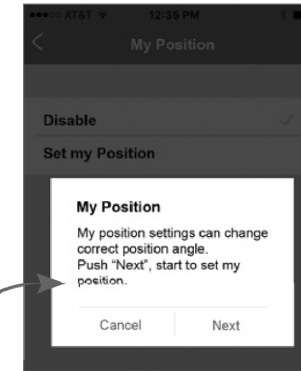 AT&T 12:35 PM
My Position
Disable
Set my Position
My Position
My position settings can change
correct position angle.
Push “Next”, start to set my
position.
Cancel Next